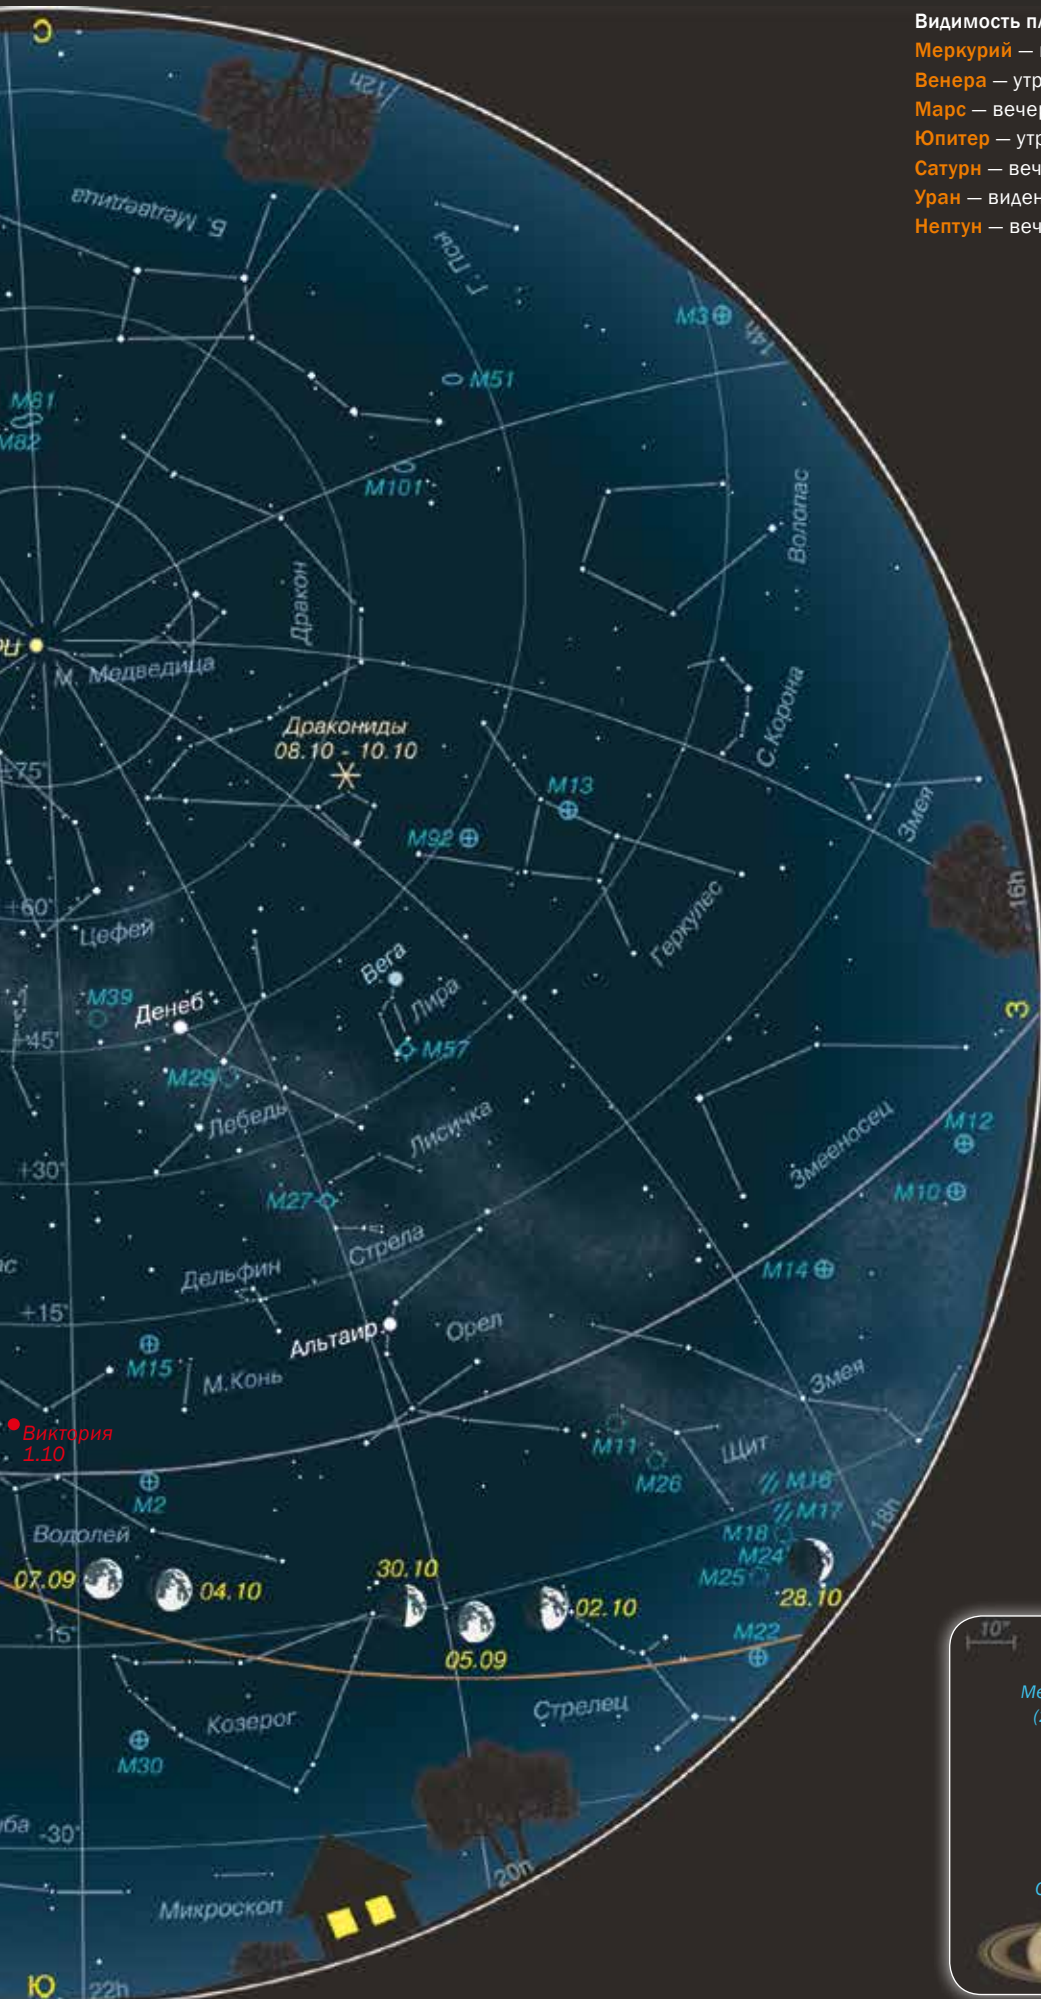 Видимость
Меркурий —
Венера — утр
Марс — вечер
Юпитер — утр
Сатурн — веч
Уран — виден
Нептун — веч
С
12h
Б. Медведица
Г. Псы
M3
14h
M51
M81
M82
M101
Волопас
Дракон
М. Медведица
С.Корона
Дракониды
08.10 - 10.10
+75°
M13
Змея
M92
16h
+60°
Геркулес
Цефей
Вега
M39
Лира
Денеб
З
+45°
M57
M29
Лебедь
Лисичка
Змееносец
M12
+30°
M10
M27
Стрела
M14
Дельфин
+15°
Альтаир
Орел
M15
М.Конь
Змея
Виктория
1.10
M11
Щит
M26
M16
M2
M17
18h
Водолей
M18
M24
07.09
04.10
30.10
M25
02.10
28.10
-15°
M22
05.09
10"
Стрелец
Козерог
M30
-30°
20h
Микроскоп
Ю
22h